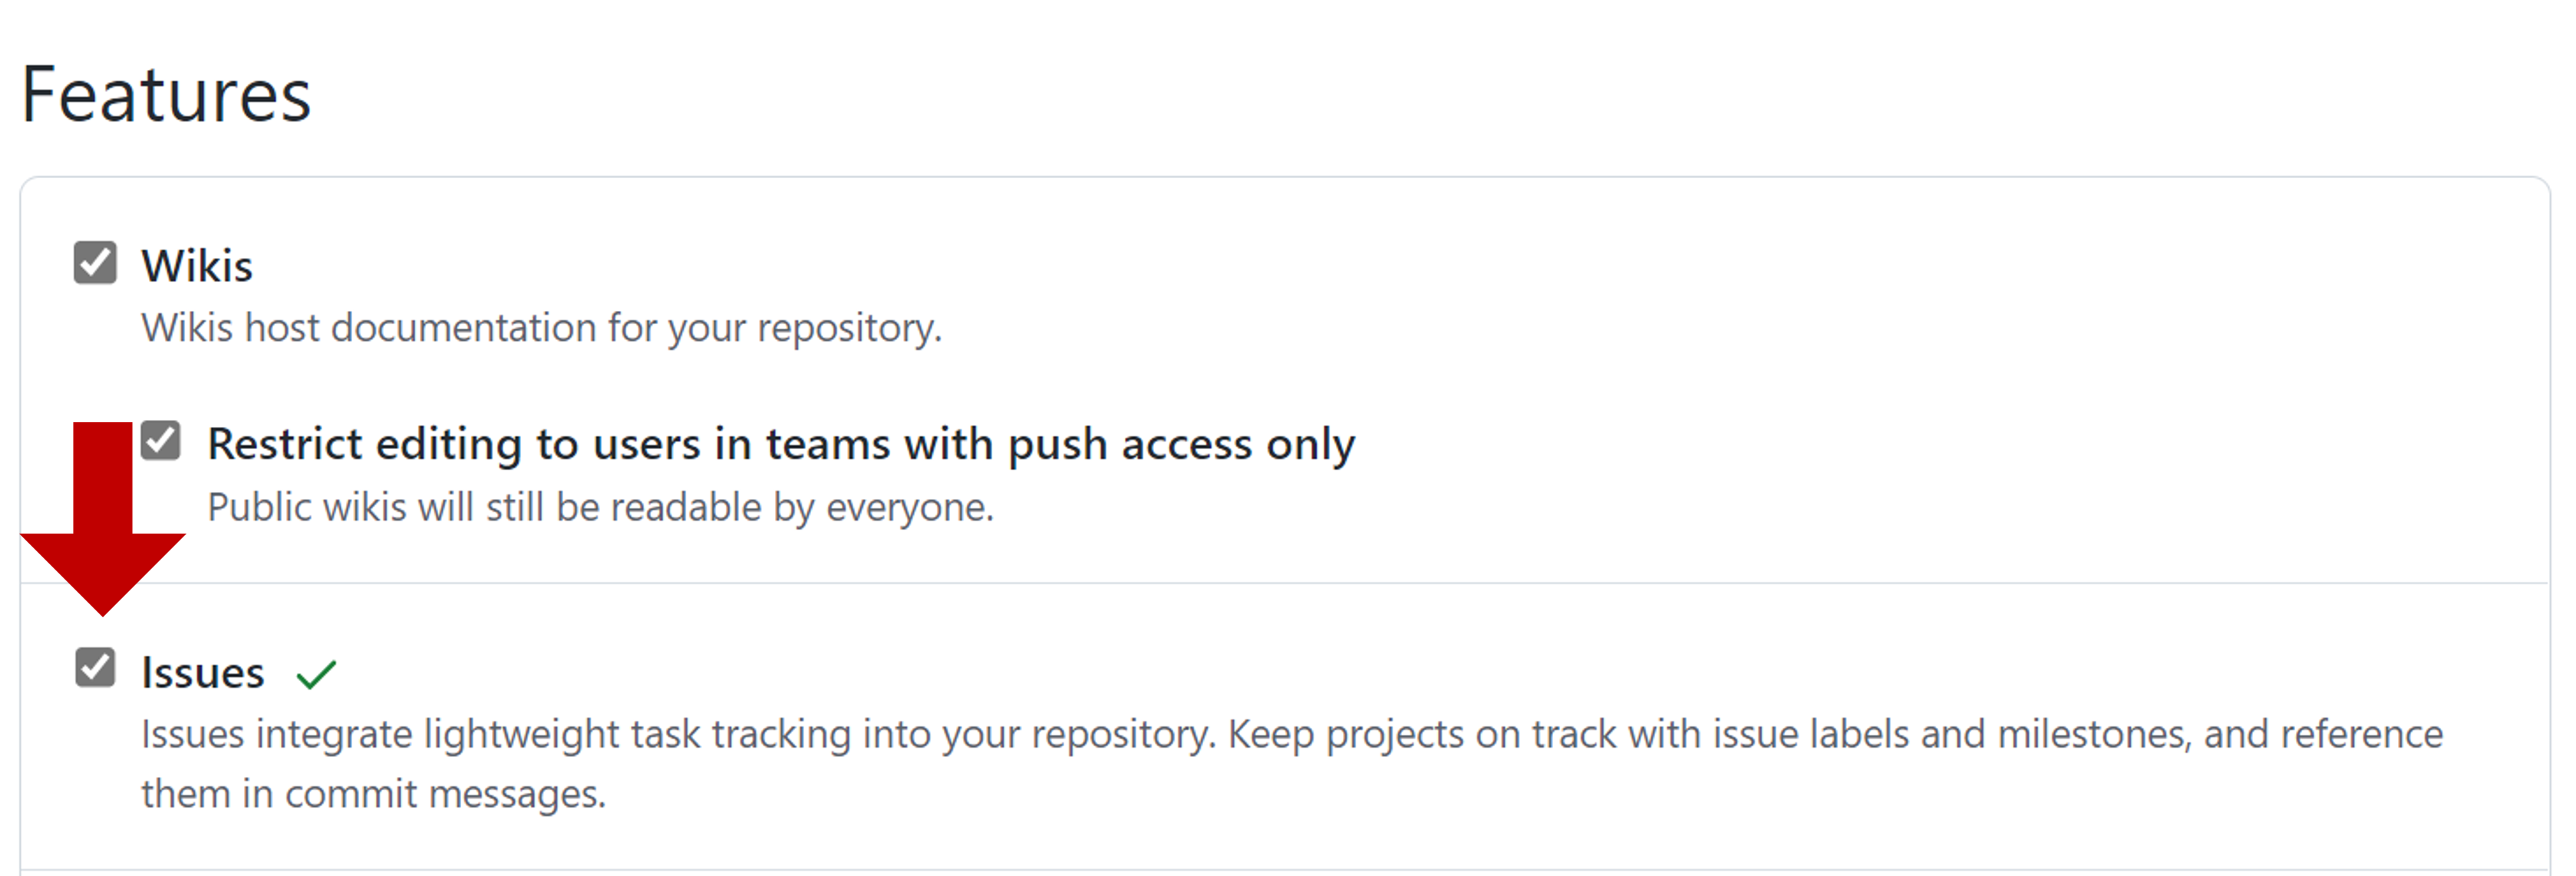 Features
Wikis
Wikis host documentation for your repository.
Restrict editing to users in teams with push access only
Public wikis will still be readable by everyone.
Issues
Issues integrate lightweight task tracking into your repository. Keep projects on track with issue labels and milestones, and reference
them in commit messages.